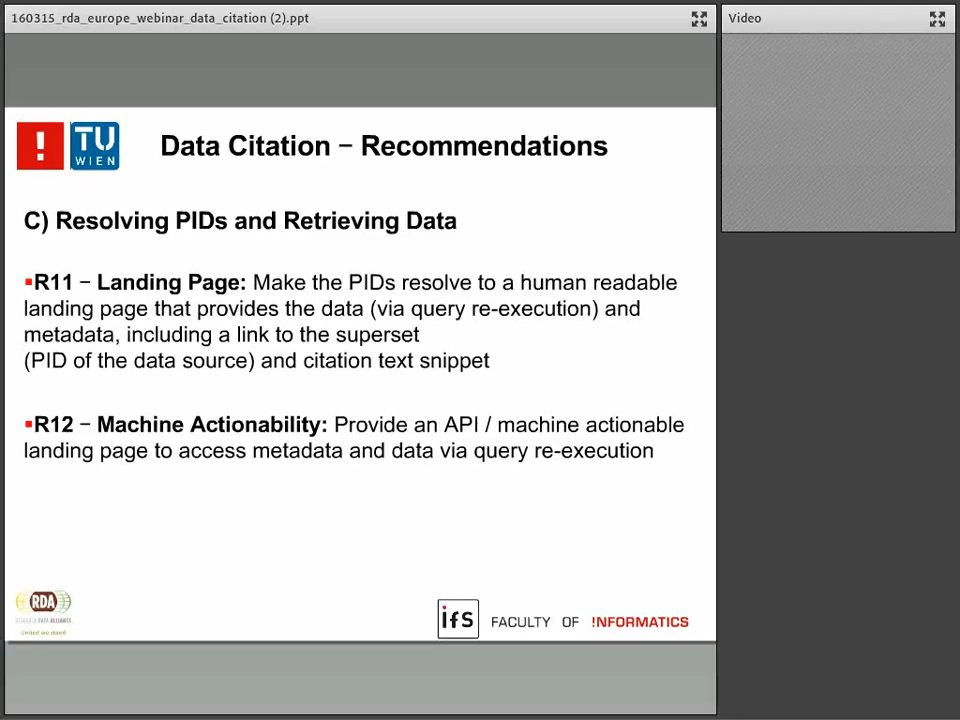 160315_rda_europe_webinar_data_citation (2).ppt
Video
!
TU
WIEN
Data Citation − Recommendations
C) Resolving PIDs and Retrieving Data
▪R11 − Landing Page: Make the PIDs resolve to a human readable
landing page that provides the data (via query re-execution) and
metadata, including a link to the superset
(PID of the data source) and citation text snippet
▪R12 − Machine Actionability: Provide an API / machine actionable
landing page to access metadata and data via query re-execution
RDA
RESEARCH DATA ALLIANCE
ifs
FACULTY OF !NFORMATICS